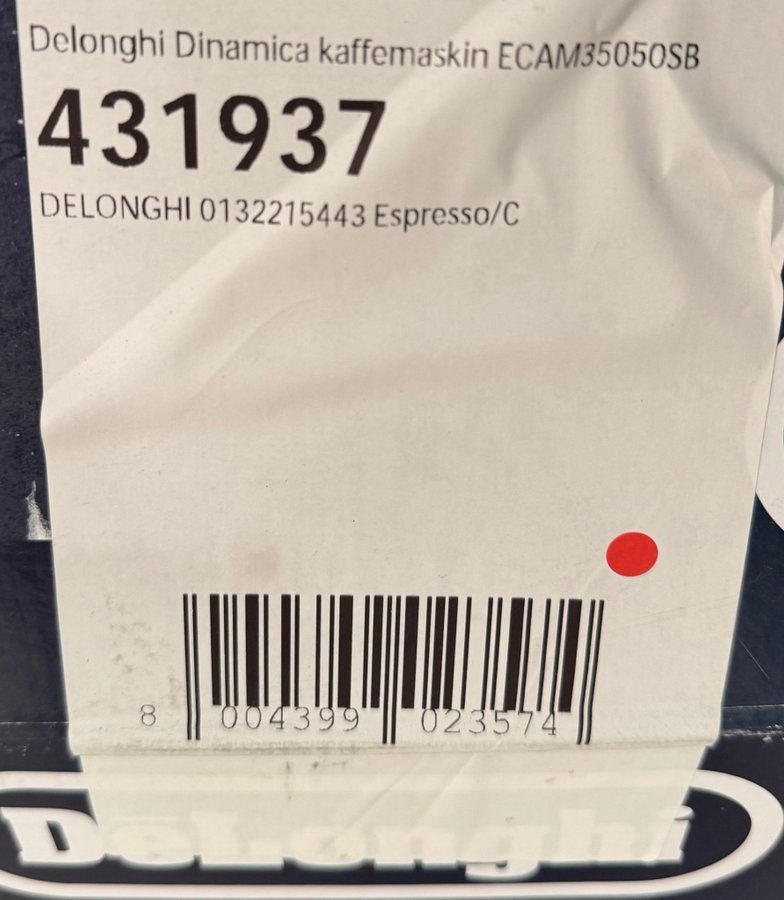 Delonghi Dinamica kaffemaskin ECAM35050SB
431937
DELONGHI 0132215443 Espresso/C
8 004399 023574
DeLonghi